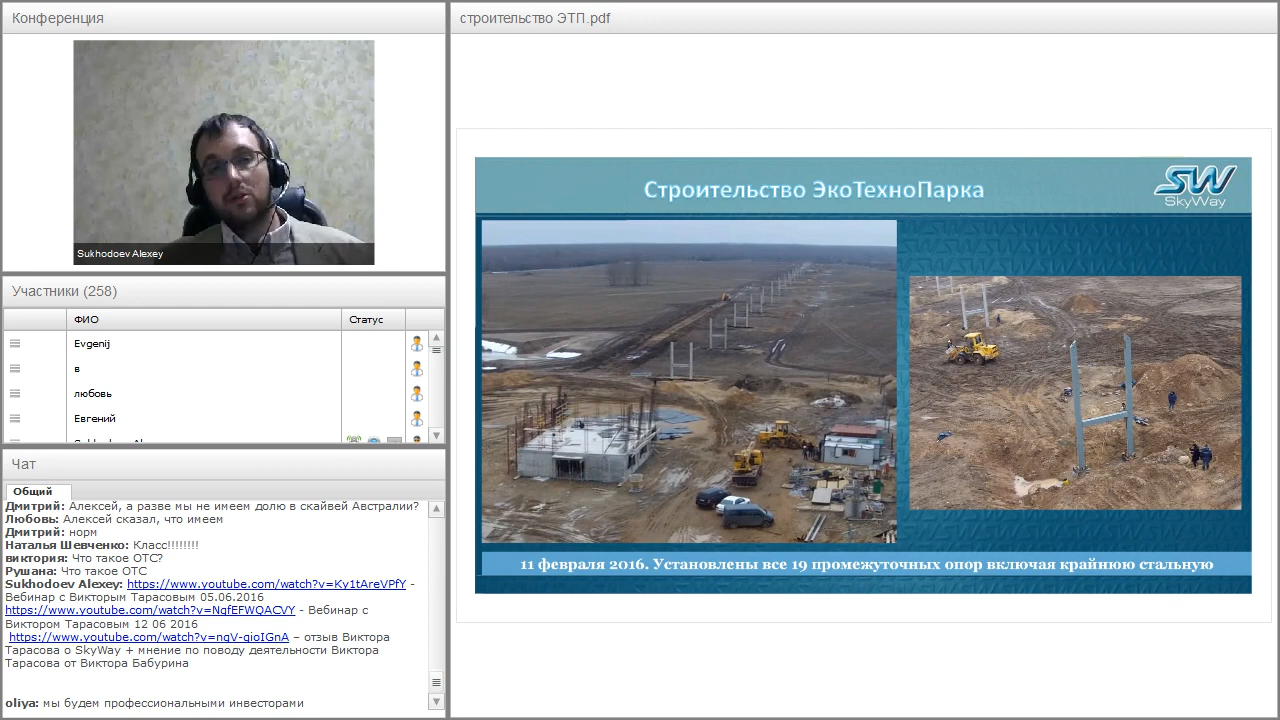 Конференция
Sukhodoev Alexey
Участники (258)
ФИО
Статус
Evgenij
в
любовь
Евгений
Чат
Общий
Дмитрий: Алексей, а разве мы не имеем долю в скайвей Австралии?
Любовь: Алексей сказал, что имеем
Дмитрий: норм
Наталья Шевченко: Класс!!!!!!!!
виктория: Что такое ОТС?
Рушана: Что такое ОТС
Sukhodoev Alexey: https://www.youtube.com/watch?v=Ky1tAreVPfY -
Вебинар с Викторым Тарасовым 05.06.2016
https://www.youtube.com/watch?v=NgfEFWQACVY - Вебинар с
Виктором Тарасовым 12 06 2016
https://www.youtube.com/watch?v=ngV-gioIGnA – отзыв Виктора
Тарасова о SkyWay + мнение по поводу деятельности Виктора
Тарасова от Виктора Бабурина
oliya: мы будем профессиональными инвесторами
строительство ЭТП.pdf
Строительство ЭкоТехноПарка
SW
SkyWay
11 февраля 2016. Установлены все 19 промежуточных опор включая крайнюю стальную